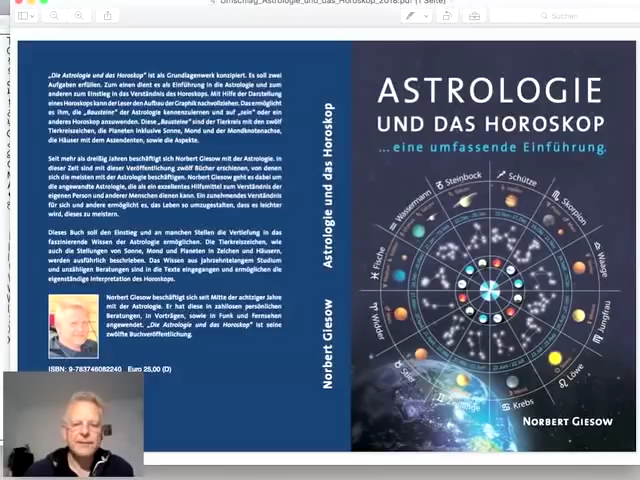 Umschlag_Astrologie_und_das_Horoskop_2018.pdf (1 Seite)
Suchen
„Die Astrologie und das Horoskop" ist als Grundlagenwerk konzipiert. Es soll zwei
Aufgaben erfüllen. Zum einen dient es als Einführung in die Astrologie und zum
anderen zum Einstieg in das Verständnis des Horoskops. Mit Hilfe der Darstellung
eines Horoskops kann der Leser den Aufbau der Graphik nachvollziehen. Das ermöglicht
es ihm, die „Bausteine" der Astrologie kennenzulernen und auf „sein" oder ein
anderes Horoskop anzuwenden. Diese „Bausteine" sind der Tierkreis mit den zwölf
Tierkreiszeichen, die Planeten inklusive Sonne, Mond und der Mondknotenachse,
die Häuser mit dem Aszendenten, sowie die Aspekte.
Seit mehr als dreißig Jahren beschäftigt sich Norbert Giesow mit der Astrologie. In
dieser Zeit sind mit dieser Veröffentlichung zwölf Bücher erschienen, von denen
sich die meisten mit der Astrologie beschäftigen. Norbert Giesow geht es dabei um
die angewandte Astrologie, die als ein exzellentes Hilfsmittel zum Verständnis der
eigenen Person und anderer Menschen dienen kann. Ein zunehmendes Verständnis
für sich und andere ermöglicht es, das Leben so umzugestalten, dass es leichter
wird, dieses zu meistern.
Dieses Buch soll den Einstieg und an manchen Stellen die Vertiefung in das
faszinierende Wissen der Astrologie ermöglichen. Die Tierkreiszeichen, wie
auch die Stellungen von Sonne, Mond und Planeten in Zeichen und Häusern,
werden ausführlich beschrieben. Das Wissen aus jahrzehntelangem Studium
und unzähligen Beratungen sind in die Texte eingegangen und ermöglichen die
eigenständige Interpretation des Horoskops.
Norbert Giesow beschäftigt sich seit Mitte der achtziger Jahre
mit der Astrologie. Er hat diese in zahllosen persönlichen
Beratungen, in Vorträgen, sowie in Funk und Fernsehen
angewendet. „Die Astrologie und das Horoskop" ist seine
zwölfte Buchveröffentlichung.
ISBN: 9-783746082240 Euro 25,00 (D)
Norbert Giesow Astrologie und das Horoskop
ASTROLOGIE
UND DAS HOROSKOP
...eine umfassende Einführung.
Steinbock
Schütze
Skorpion
Waage
Jungfrau
Löwe
Krebs
Stier
Widder
Fische
Wassermann
NORBERT GIESOW